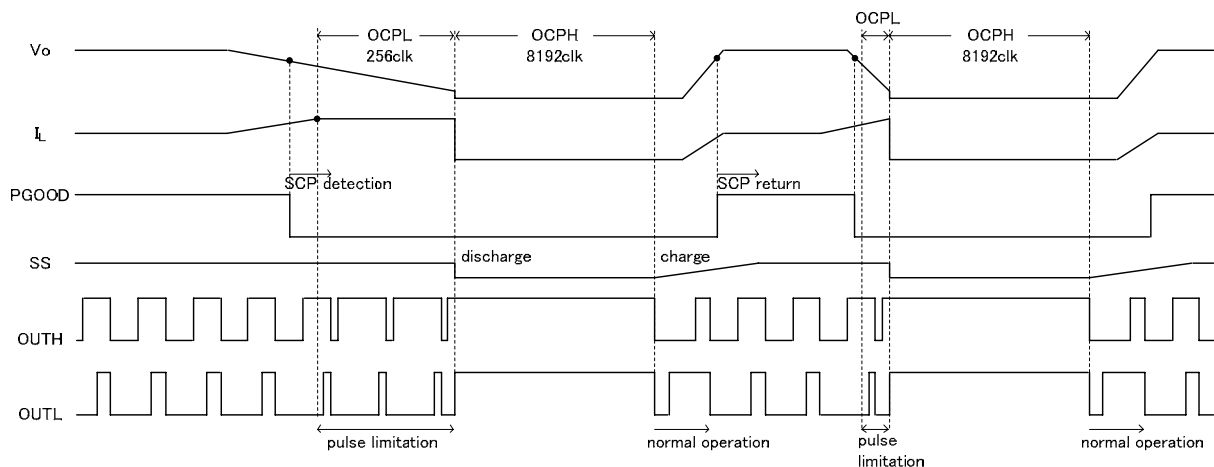 OCPL
OCPL
OCPH
OCPH
Vo
256clk
8192clk
8192clk
IL
SCP detection
SCP return
PGOOD
discharge
charge
SS
OUTH
OUTL
pulse limitation
normal operation
pulse
limitation
normal operation